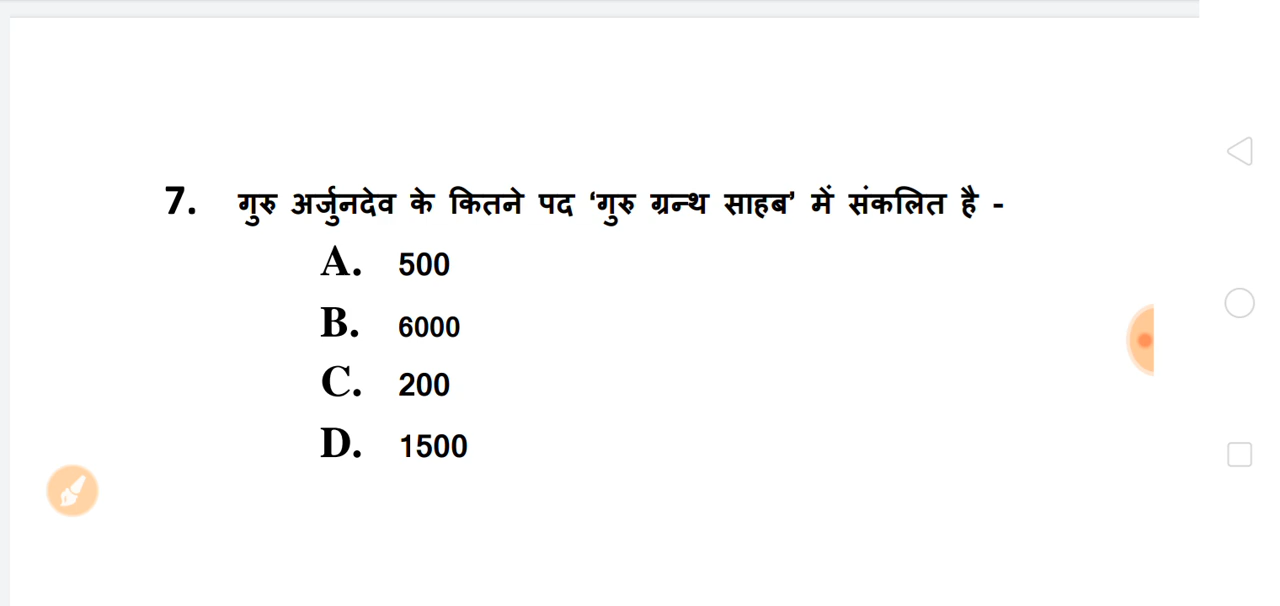 7. गुरु अर्जुनदेव के कितने पद ‘गुरु ग्रन्थ साहब’ में संकलित है -
A. 500
B. 6000
C. 200
D. 1500